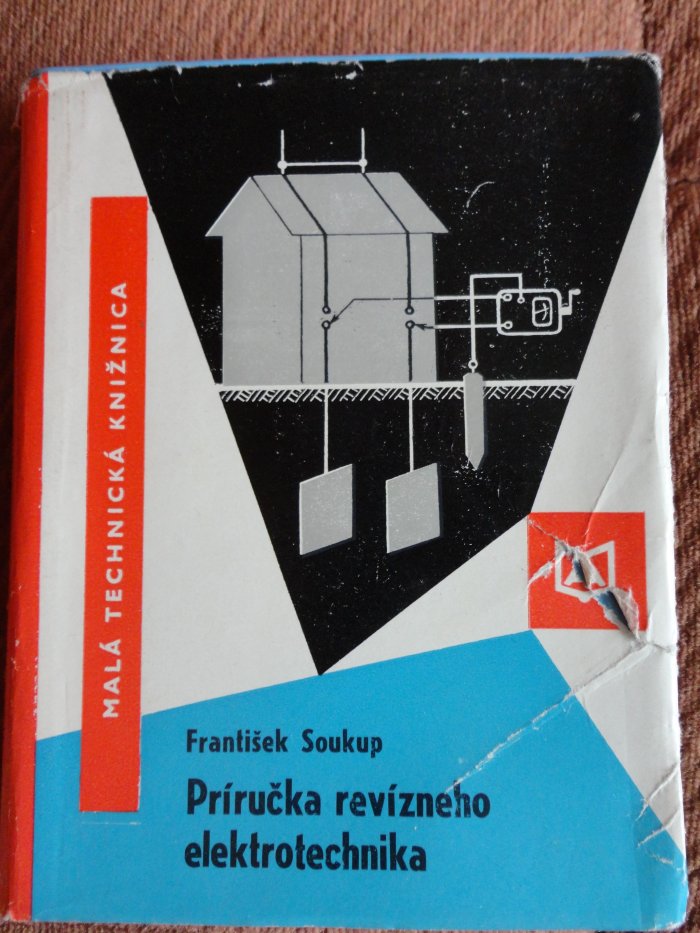 MALÁ TECHNICKÁ KNIŽNICA
František Soukup
Príručka revízneho
elektrotechnika